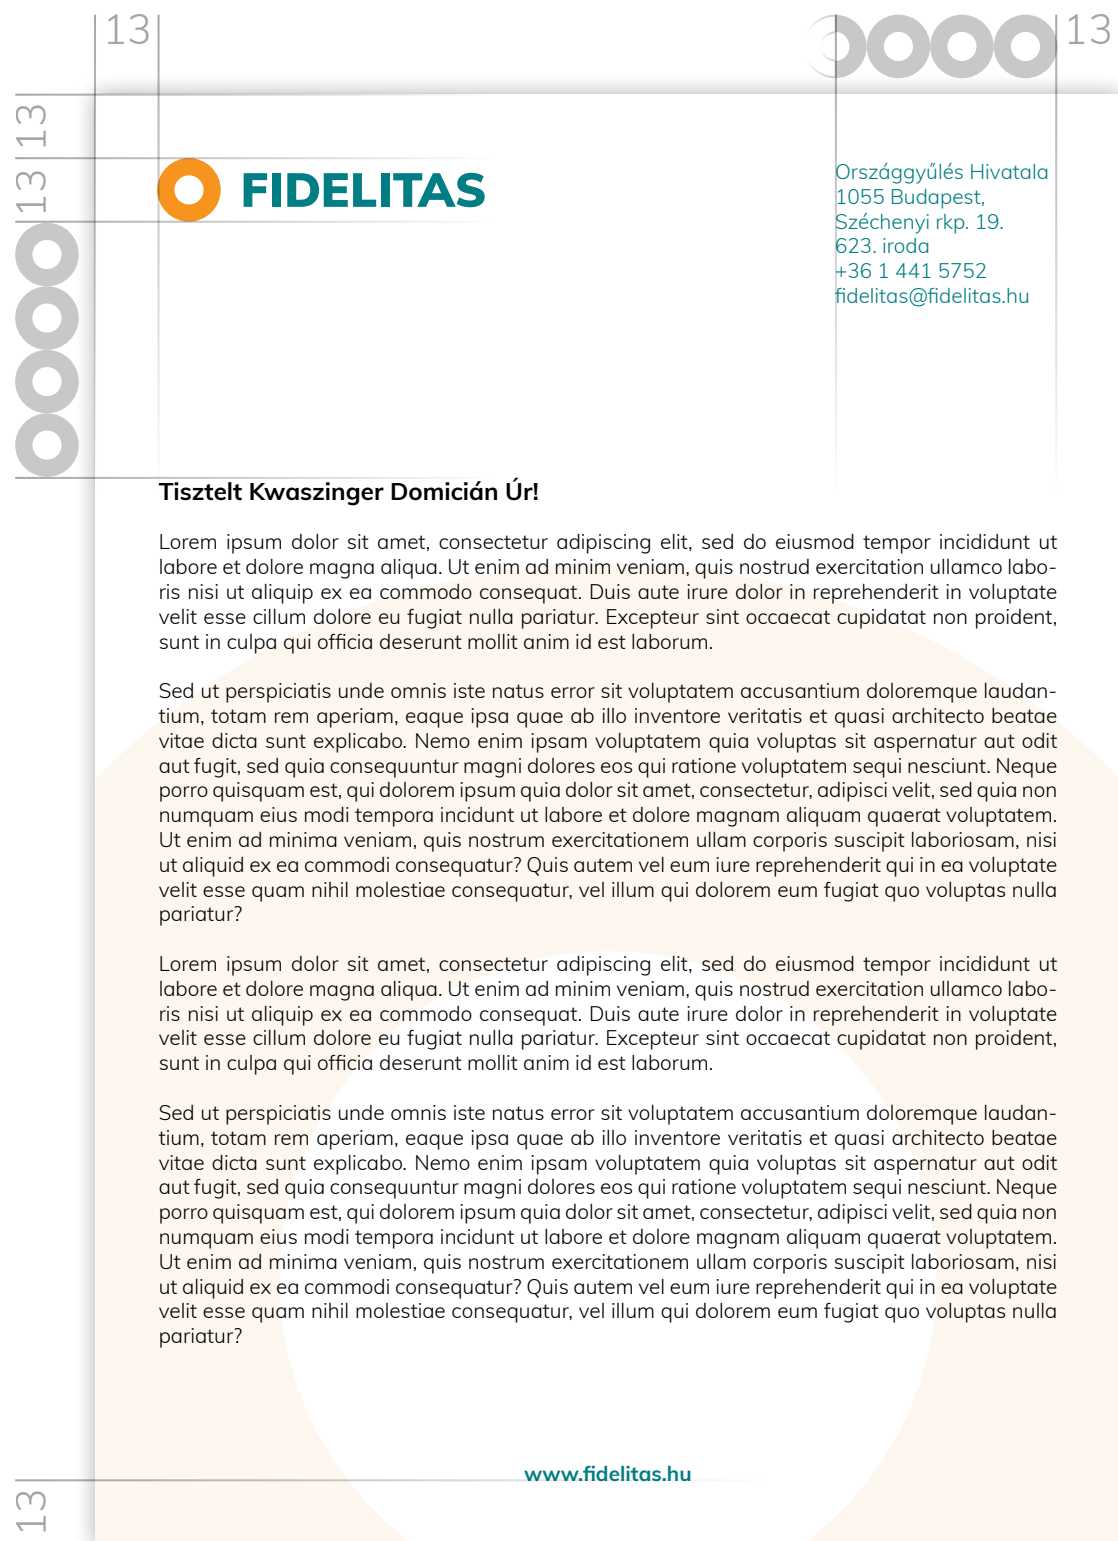 13
13
13
13
FIDELITAS
Országgyűlés Hivatala
1055 Budapest,
Széchenyi rkp. 19.
623. iroda
+36 1 441 5752
fidelitas@fidelitas.hu
Tisztelt Kwaszinger Domicián Úr!
Lorem ipsum dolor sit amet, consectetur adipiscing elit, sed do eiusmod tempor incididunt ut
labore et dolore magna aliqua. Ut enim ad minim veniam, quis nostrud exercitation ullamco labo-
ris nisi ut aliquip ex ea commodo consequat. Duis aute irure dolor in reprehenderit in voluptate
velit esse cillum dolore eu fugiat nulla pariatur. Excepteur sint occaecat cupidatat non proident,
sunt in culpa qui officia deserunt mollit anim id est laborum.
Sed ut perspiciatis unde omnis iste natus error sit voluptatem accusantium doloremque laudan-
tium, totam rem aperiam, eaque ipsa quae ab illo inventore veritatis et quasi architecto beatae
vitae dicta sunt explicabo. Nemo enim ipsam voluptatem quia voluptas sit aspernatur aut odit
aut fugit, sed quia consequuntur magni dolores eos qui ratione voluptatem sequi nesciunt. Neque
porro quisquam est, qui dolorem ipsum quia dolor sit amet, consectetur, adipisci velit, sed quia non
numquam eius modi tempora incidunt ut labore et dolore magnam aliquam quaerat voluptatem.
Ut enim ad minima veniam, quis nostrum exercitationem ullam corporis suscipit laboriosam, nisi
ut aliquid ex ea commodi consequatur? Quis autem vel eum iure reprehenderit qui in ea voluptate
velit esse quam nihil molestiae consequatur, vel illum qui dolorem eum fugiat quo voluptas nulla
pariatur?
Lorem ipsum dolor sit amet, consectetur adipiscing elit, sed do eiusmod tempor incididunt ut
labore et dolore magna aliqua. Ut enim ad minim veniam, quis nostrud exercitation ullamco labo-
ris nisi ut aliquip ex ea commodo consequat. Duis aute irure dolor in reprehenderit in voluptate
velit esse cillum dolore eu fugiat nulla pariatur. Excepteur sint occaecat cupidatat non proident,
sunt in culpa qui officia deserunt mollit anim id est laborum.
Sed ut perspiciatis unde omnis iste natus error sit voluptatem accusantium doloremque laudan-
tium, totam rem aperiam, eaque ipsa quae ab illo inventore veritatis et quasi architecto beatae
vitae dicta sunt explicabo. Nemo enim ipsam voluptatem quia voluptas sit aspernatur aut odit
aut fugit, sed quia consequuntur magni dolores eos qui ratione voluptatem sequi nesciunt. Neque
porro quisquam est, qui dolorem ipsum quia dolor sit amet, consectetur, adipisci velit, sed quia non
numquam eius modi tempora incidunt ut labore et dolore magnam aliquam quaerat voluptatem.
Ut enim ad minima veniam, quis nostrum exercitationem ullam corporis suscipit laboriosam, nisi
ut aliquid ex ea commodi consequatur? Quis autem vel eum iure reprehenderit qui in ea voluptate
velit esse quam nihil molestiae consequatur, vel illum qui dolorem eum fugiat quo voluptas nulla
pariatur?
www.fidelitas.hu
13